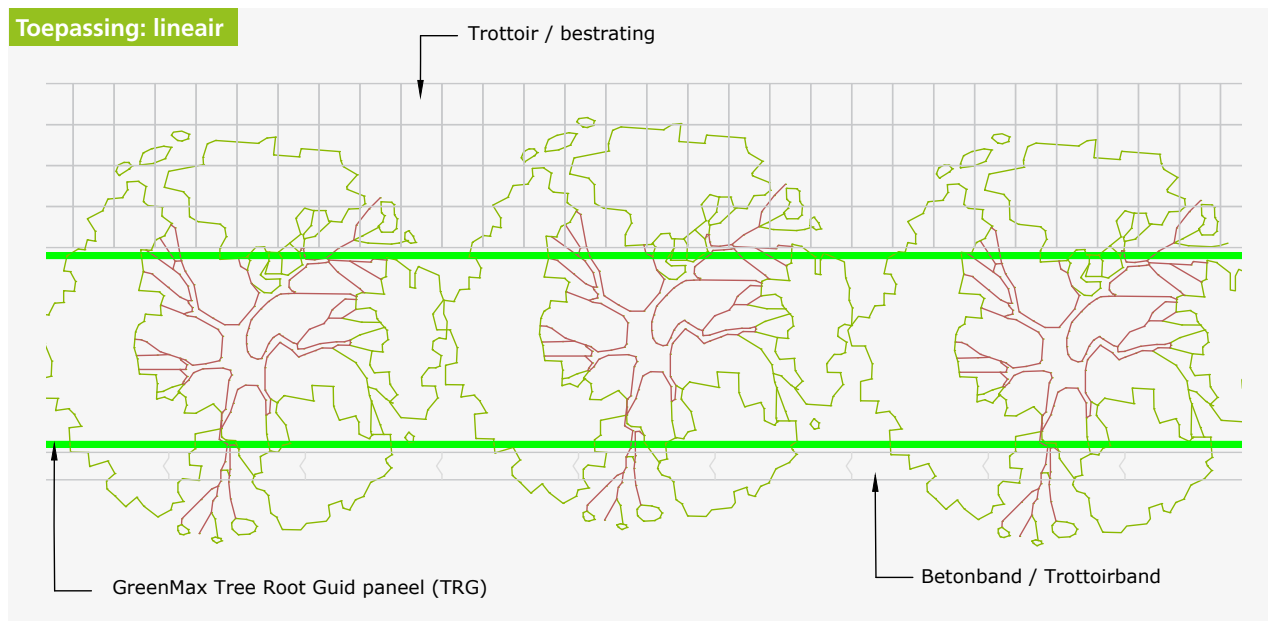 Toepassing: lineair
Trottoir / bestrating
GreenMax Tree Root Guid paneel (TRG)
Betonband / Trottoirband